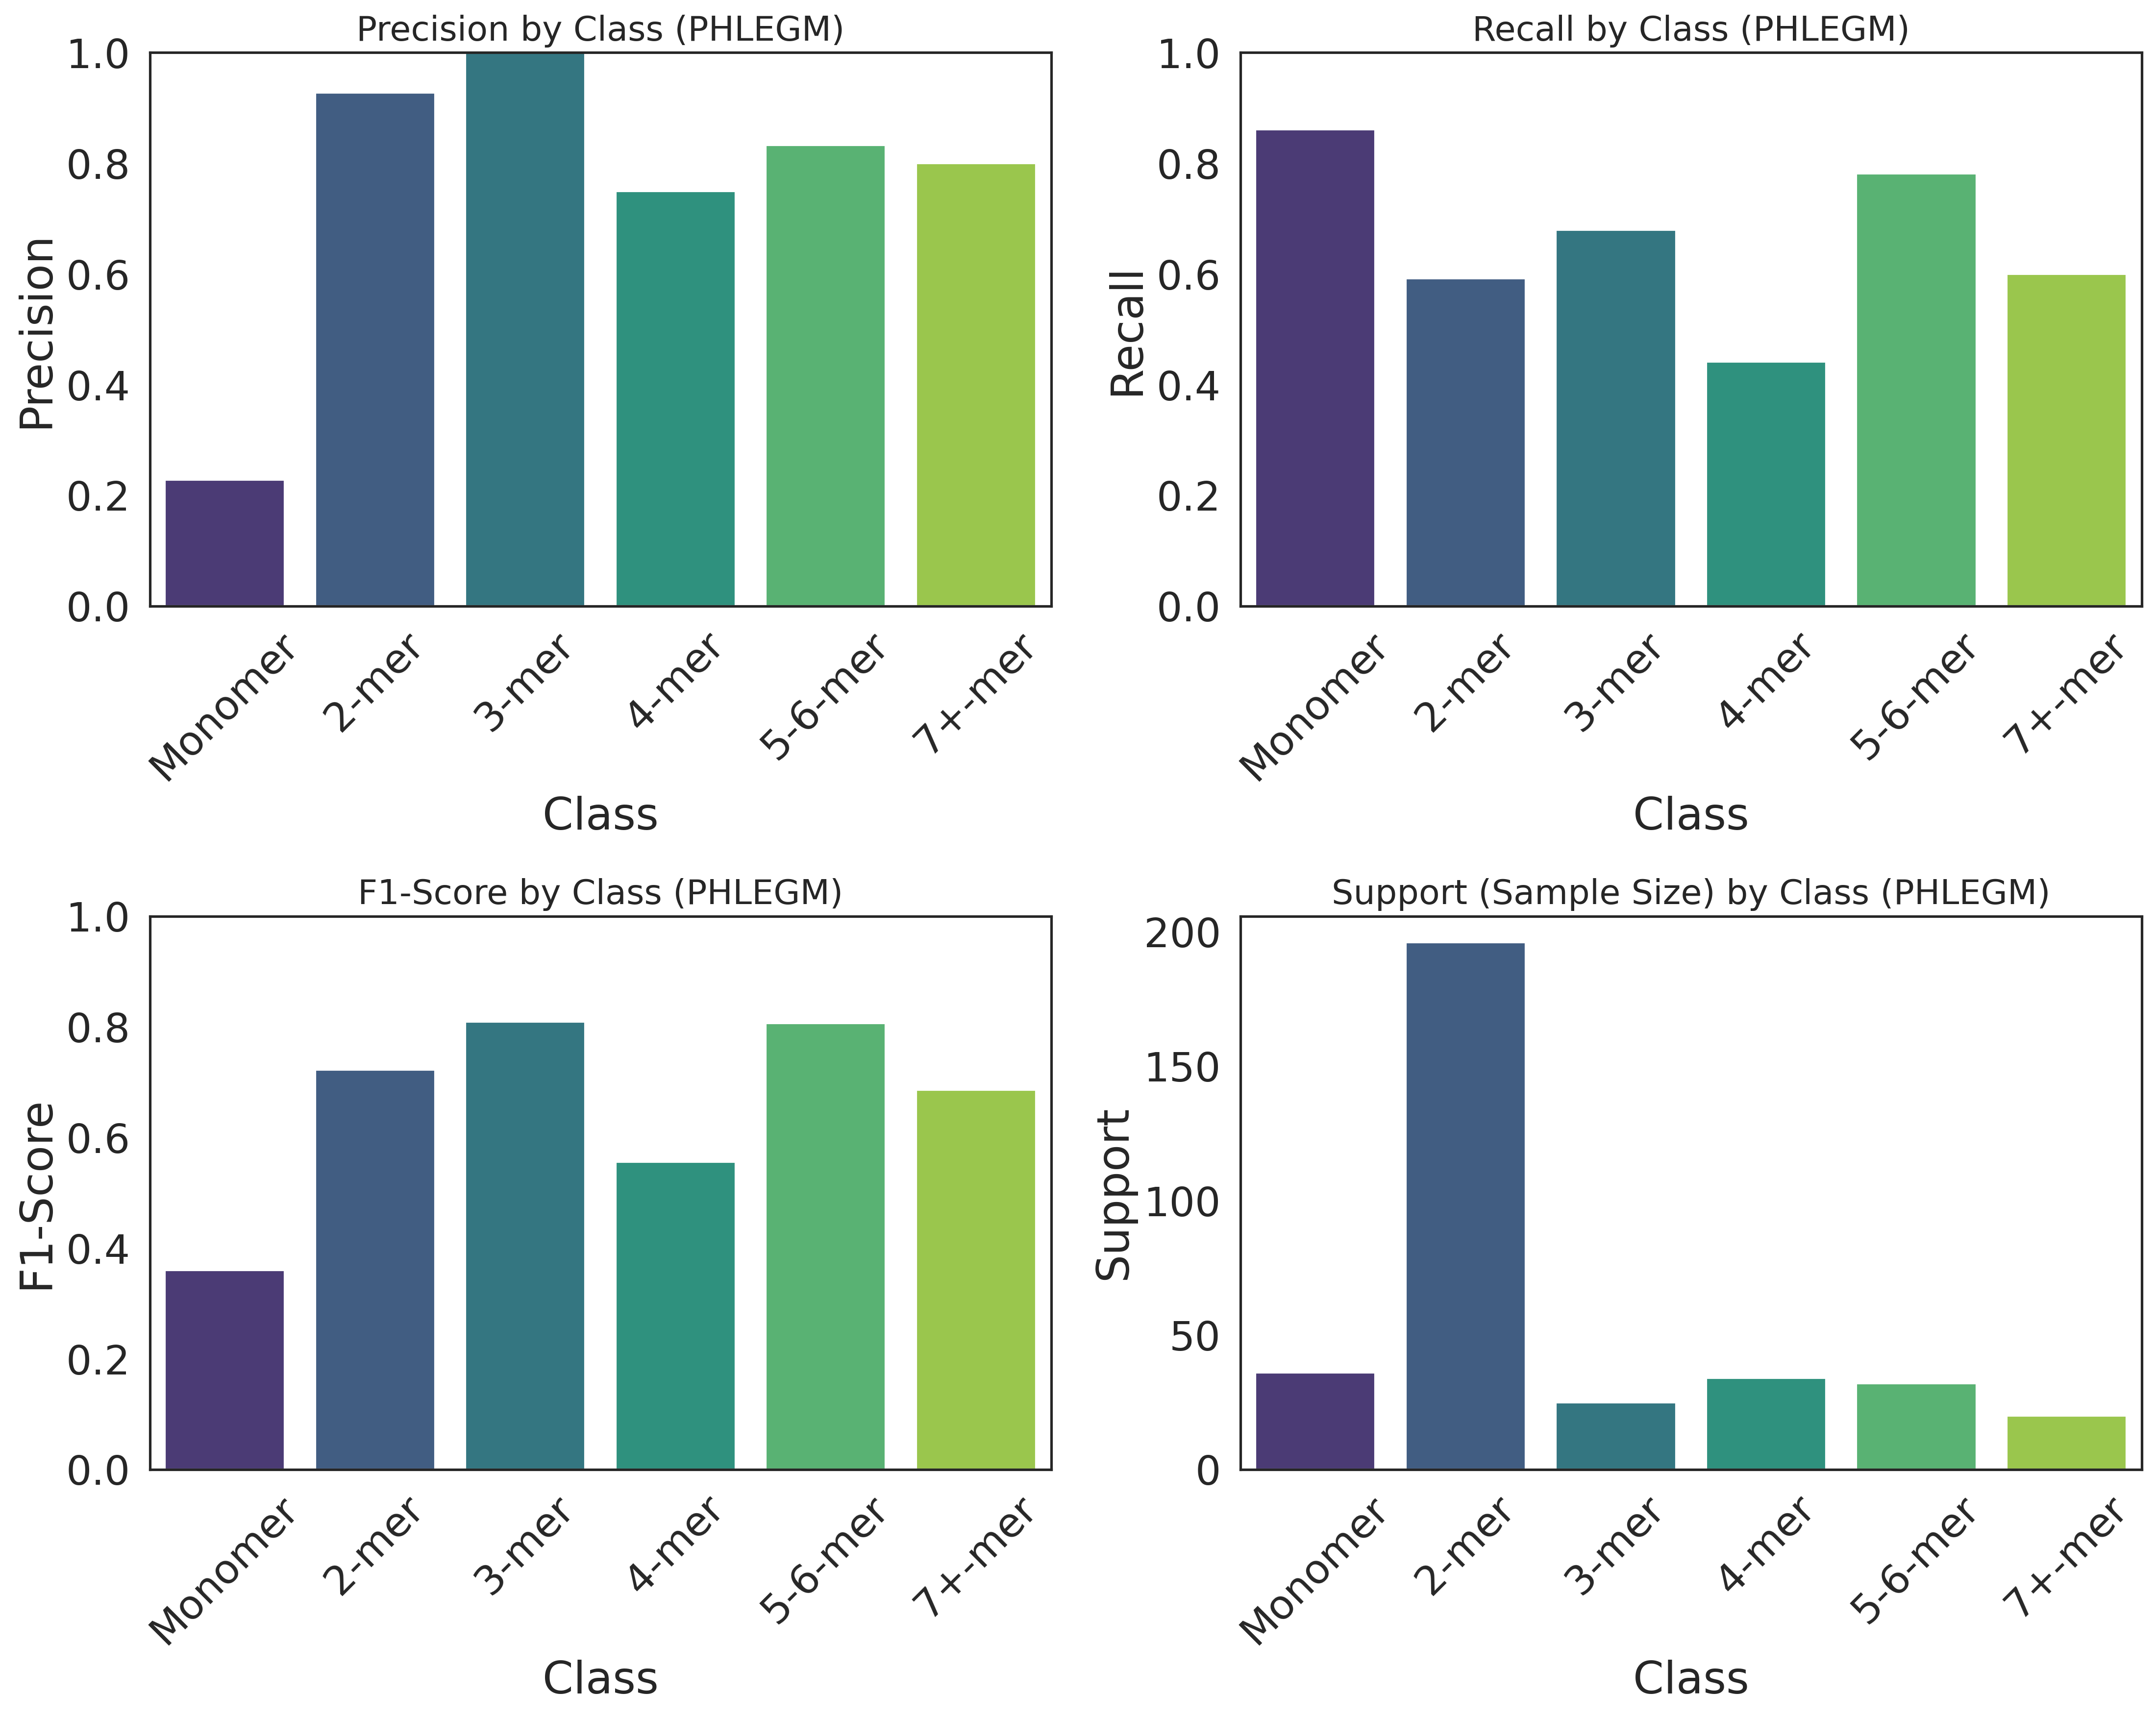 Precision by Class (PHLEGM)
1.0
0.8
0.6
0.4
0.2
0.0
Precision
Monomer
2-mer
3-mer
4-mer
5-6-mer
7+-mer
Class
Recall by Class (PHLEGM)
1.0
0.8
0.6
0.4
0.2
0.0
Recall
Monomer
2-mer
3-mer
4-mer
5-6-mer
7+-mer
Class
F1-Score by Class (PHLEGM)
1.0
0.8
0.6
0.4
0.2
0.0
F1-Score
Monomer
2-mer
3-mer
4-mer
5-6-mer
7+-mer
Class
Support (Sample Size) by Class (PHLEGM)
200
150
100
50
0
Support
Monomer
2-mer
3-mer
4-mer
5-6-mer
7+-mer
Class